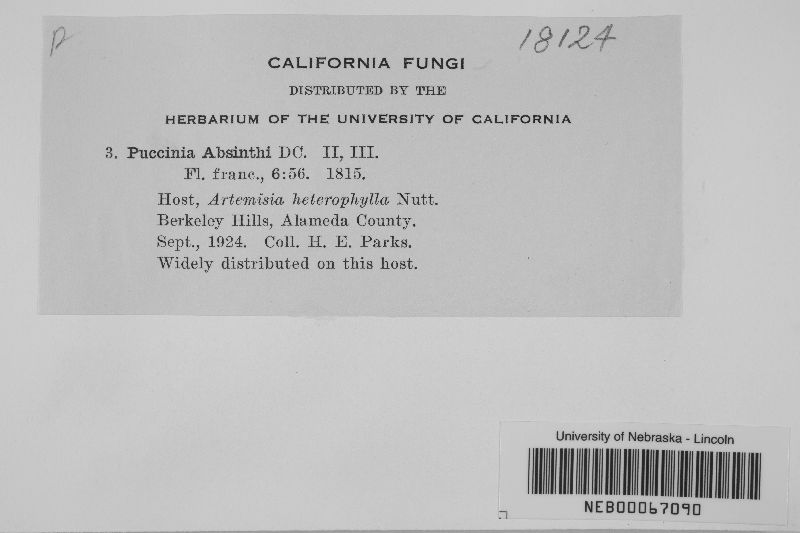 p
18124
CALIFORNIA FUNGI
DISTRIBUTED BY THE
HERBARIUM OF THE UNIVERSITY OF CALIFORNIA
3. Puccinia Absinthi DC. II, III.
Fl. franc., 6:56. 1815.
Host, Artemisia heterophylla Nutt.
Berkeley Hills, Alameda County.
Sept., 1924. Coll. H. E. Parks.
Widely distributed on this host.
University of Nebraska - Lincoln
NEB00067090